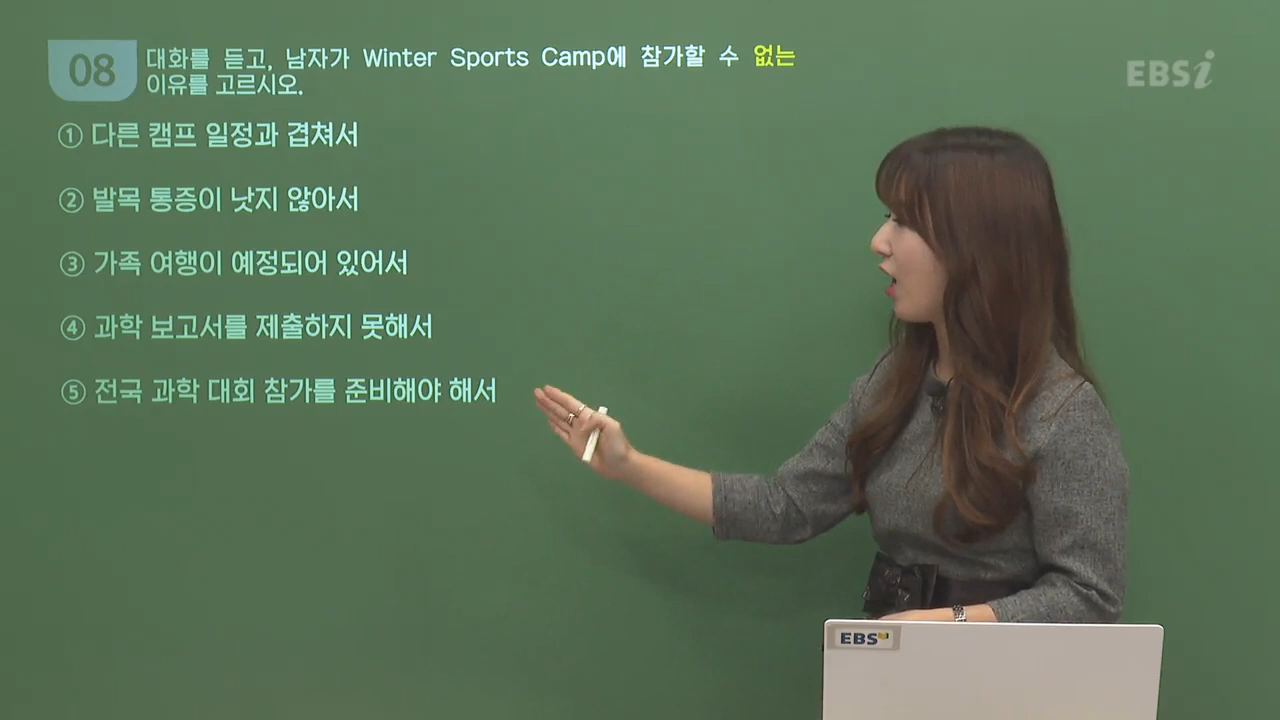 08
대화를 듣고, 남자가 Winter Sports Camp에 참가할 수 없는
이유를 고르시오.
EBSi
① 다른 캠프 일정과 겹쳐서
② 발목 통증이 낫지 않아서
③ 가족 여행이 예정되어 있어서
④ 과학 보고서를 제출하지 못해서
⑤ 전국 과학 대회 참가를 준비해야 해서
EBS